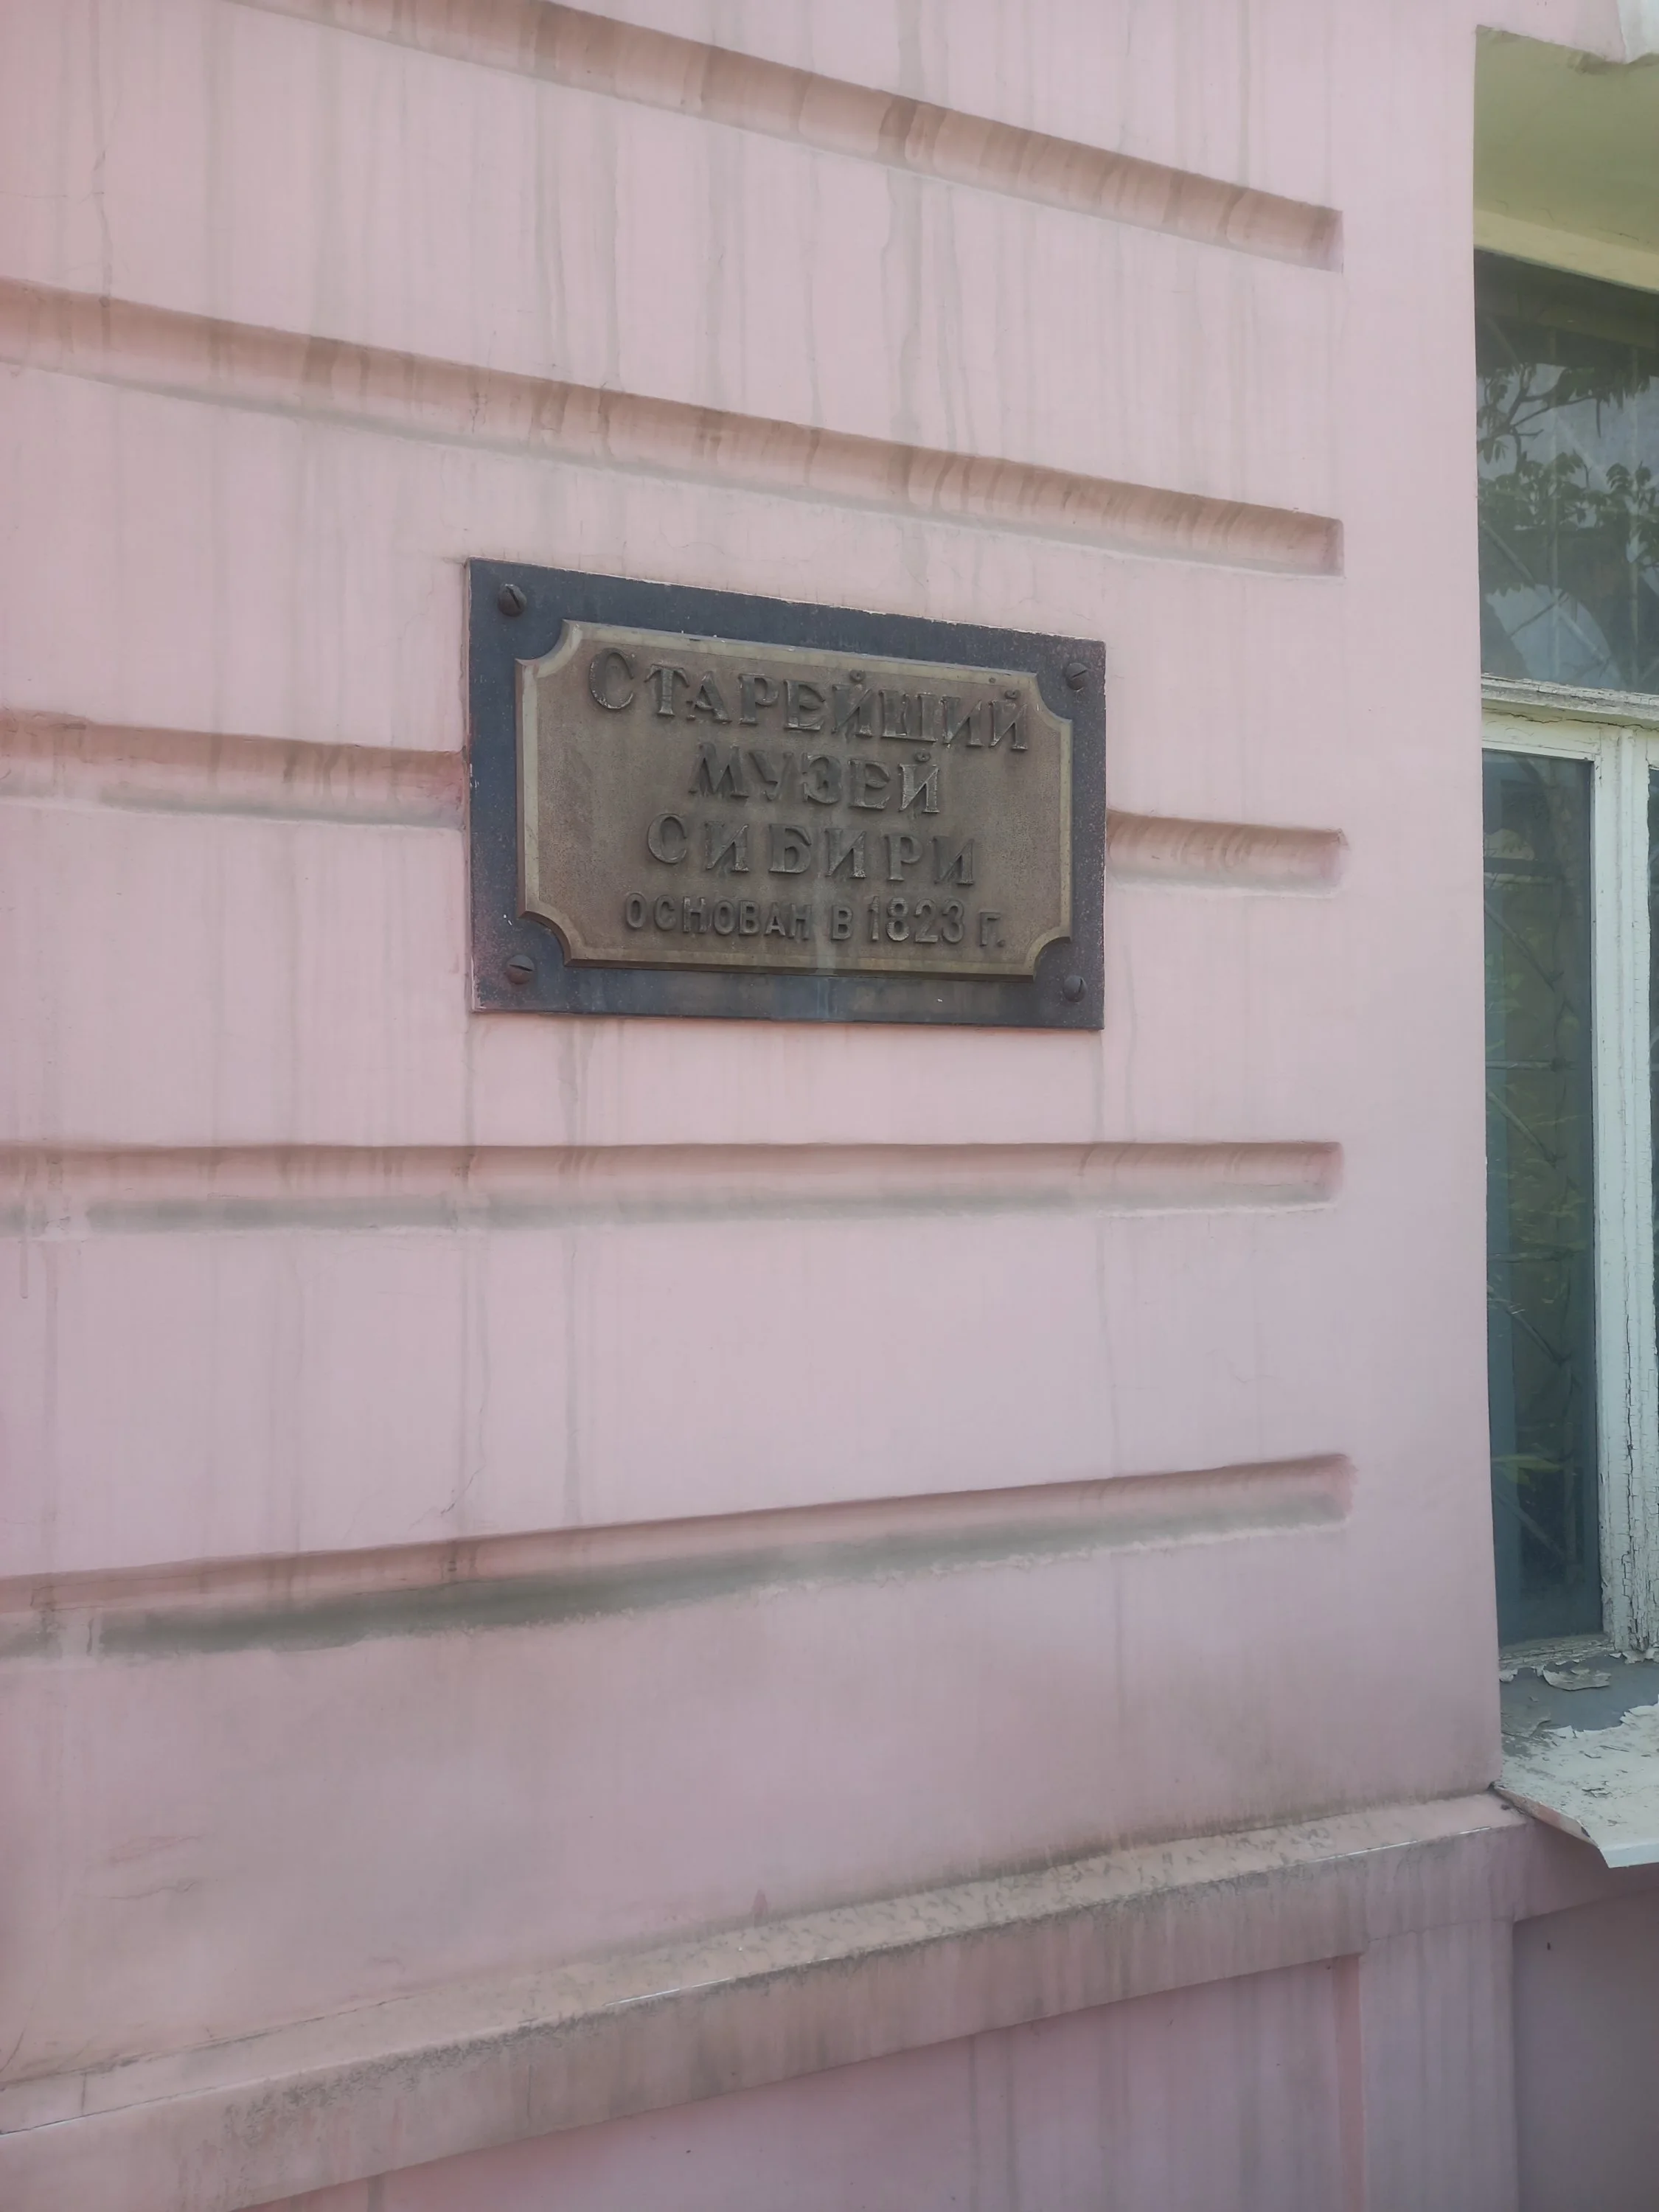 Старейший
музей
Сибири
основан в 1823 г.